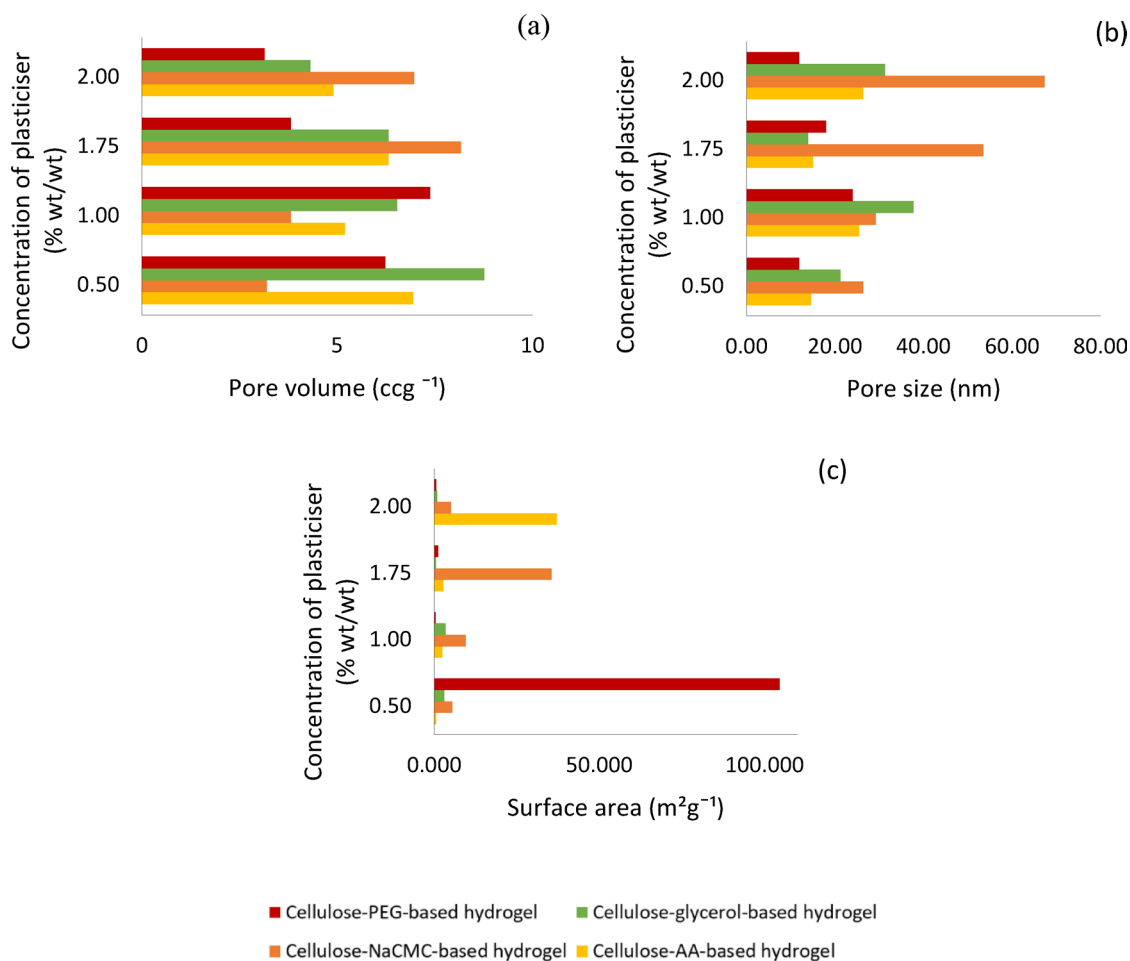 (a)
Concentration of plasticiser
(% wt/wt)
2.00
1.75
1.00
0.50
0
5
10
Pore volume (ccg ⁻¹)
(b)
Concentration of plasticiser
(% wt/wt)
2.00
1.75
1.00
0.50
0.00
20.00
40.00
60.00
80.00
Pore size (nm)
(c)
Concentration of plasticiser
(% wt/wt)
2.00
1.75
1.00
0.50
0.000
50.000
100.000
Surface area (m²g⁻¹)
Cellulose-PEG-based hydrogel
Cellulose-glycerol-based hydrogel
Cellulose-NaCMC-based hydrogel
Cellulose-AA-based hydrogel